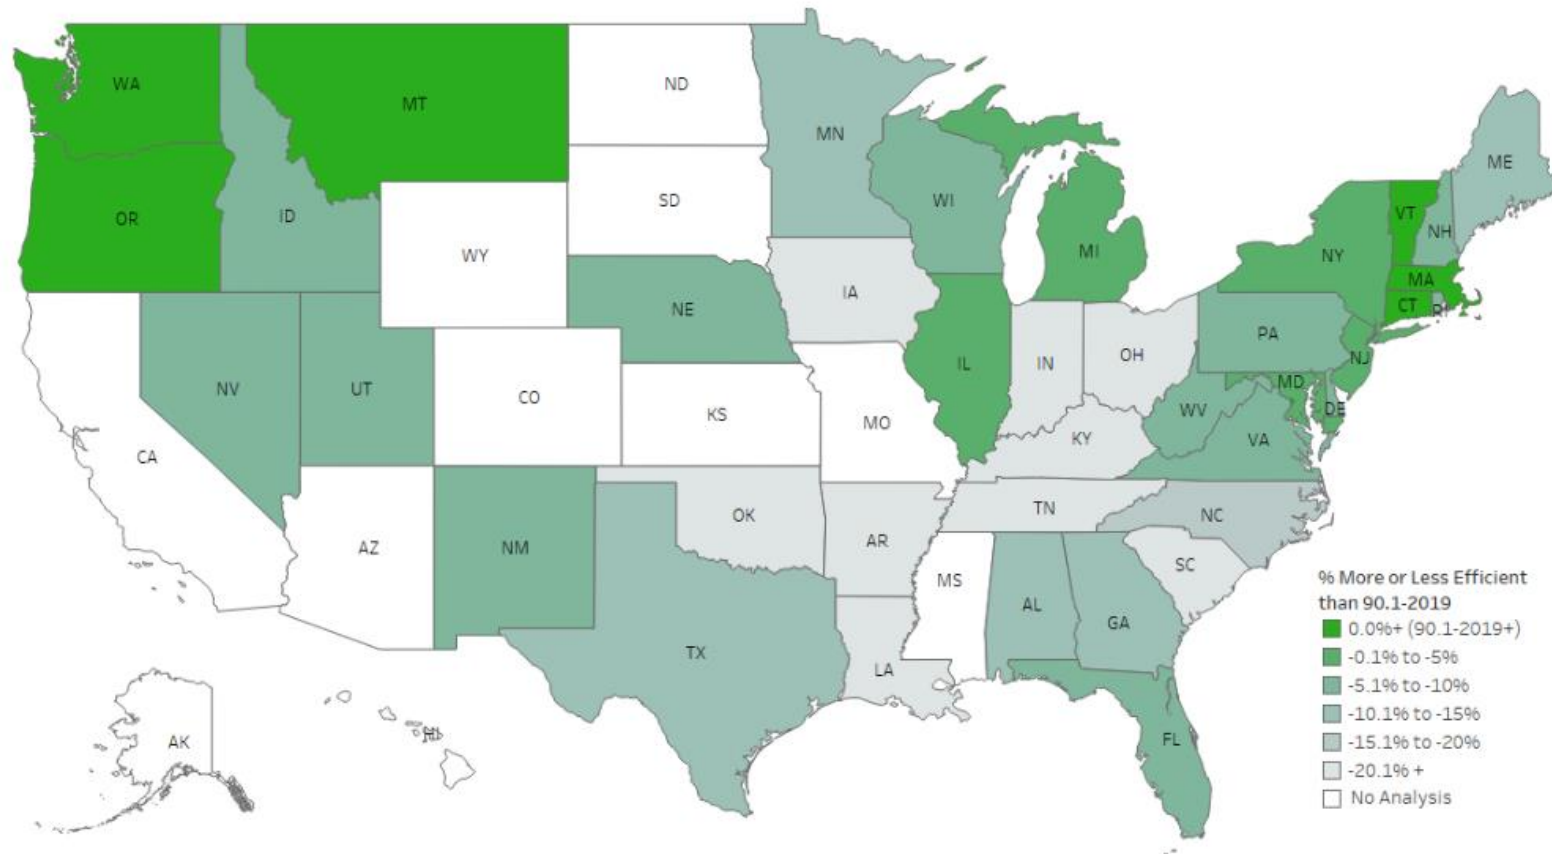 WA
MT
ND
MN
ME
OR
ID
SD
WI
VT
NH
NY
MI
MA
WY
CT
RI
IA
NE
PA
NV
UT
IL
IN
OH
NJ
CO
MD
KS
WV
DE
MO
KY
VA
CA
TN
OK
NC
AR
AZ
NM
SC
MS
AL
GA
TX
LA
FL
AK
HI
% More or Less Efficient
than 90.1-2019
0.0%+ (90.1-2019+)
-0.1% to -5%
-5.1% to -10%
-10.1% to -15%
-15.1% to -20%
-20.1% +
No Analysis